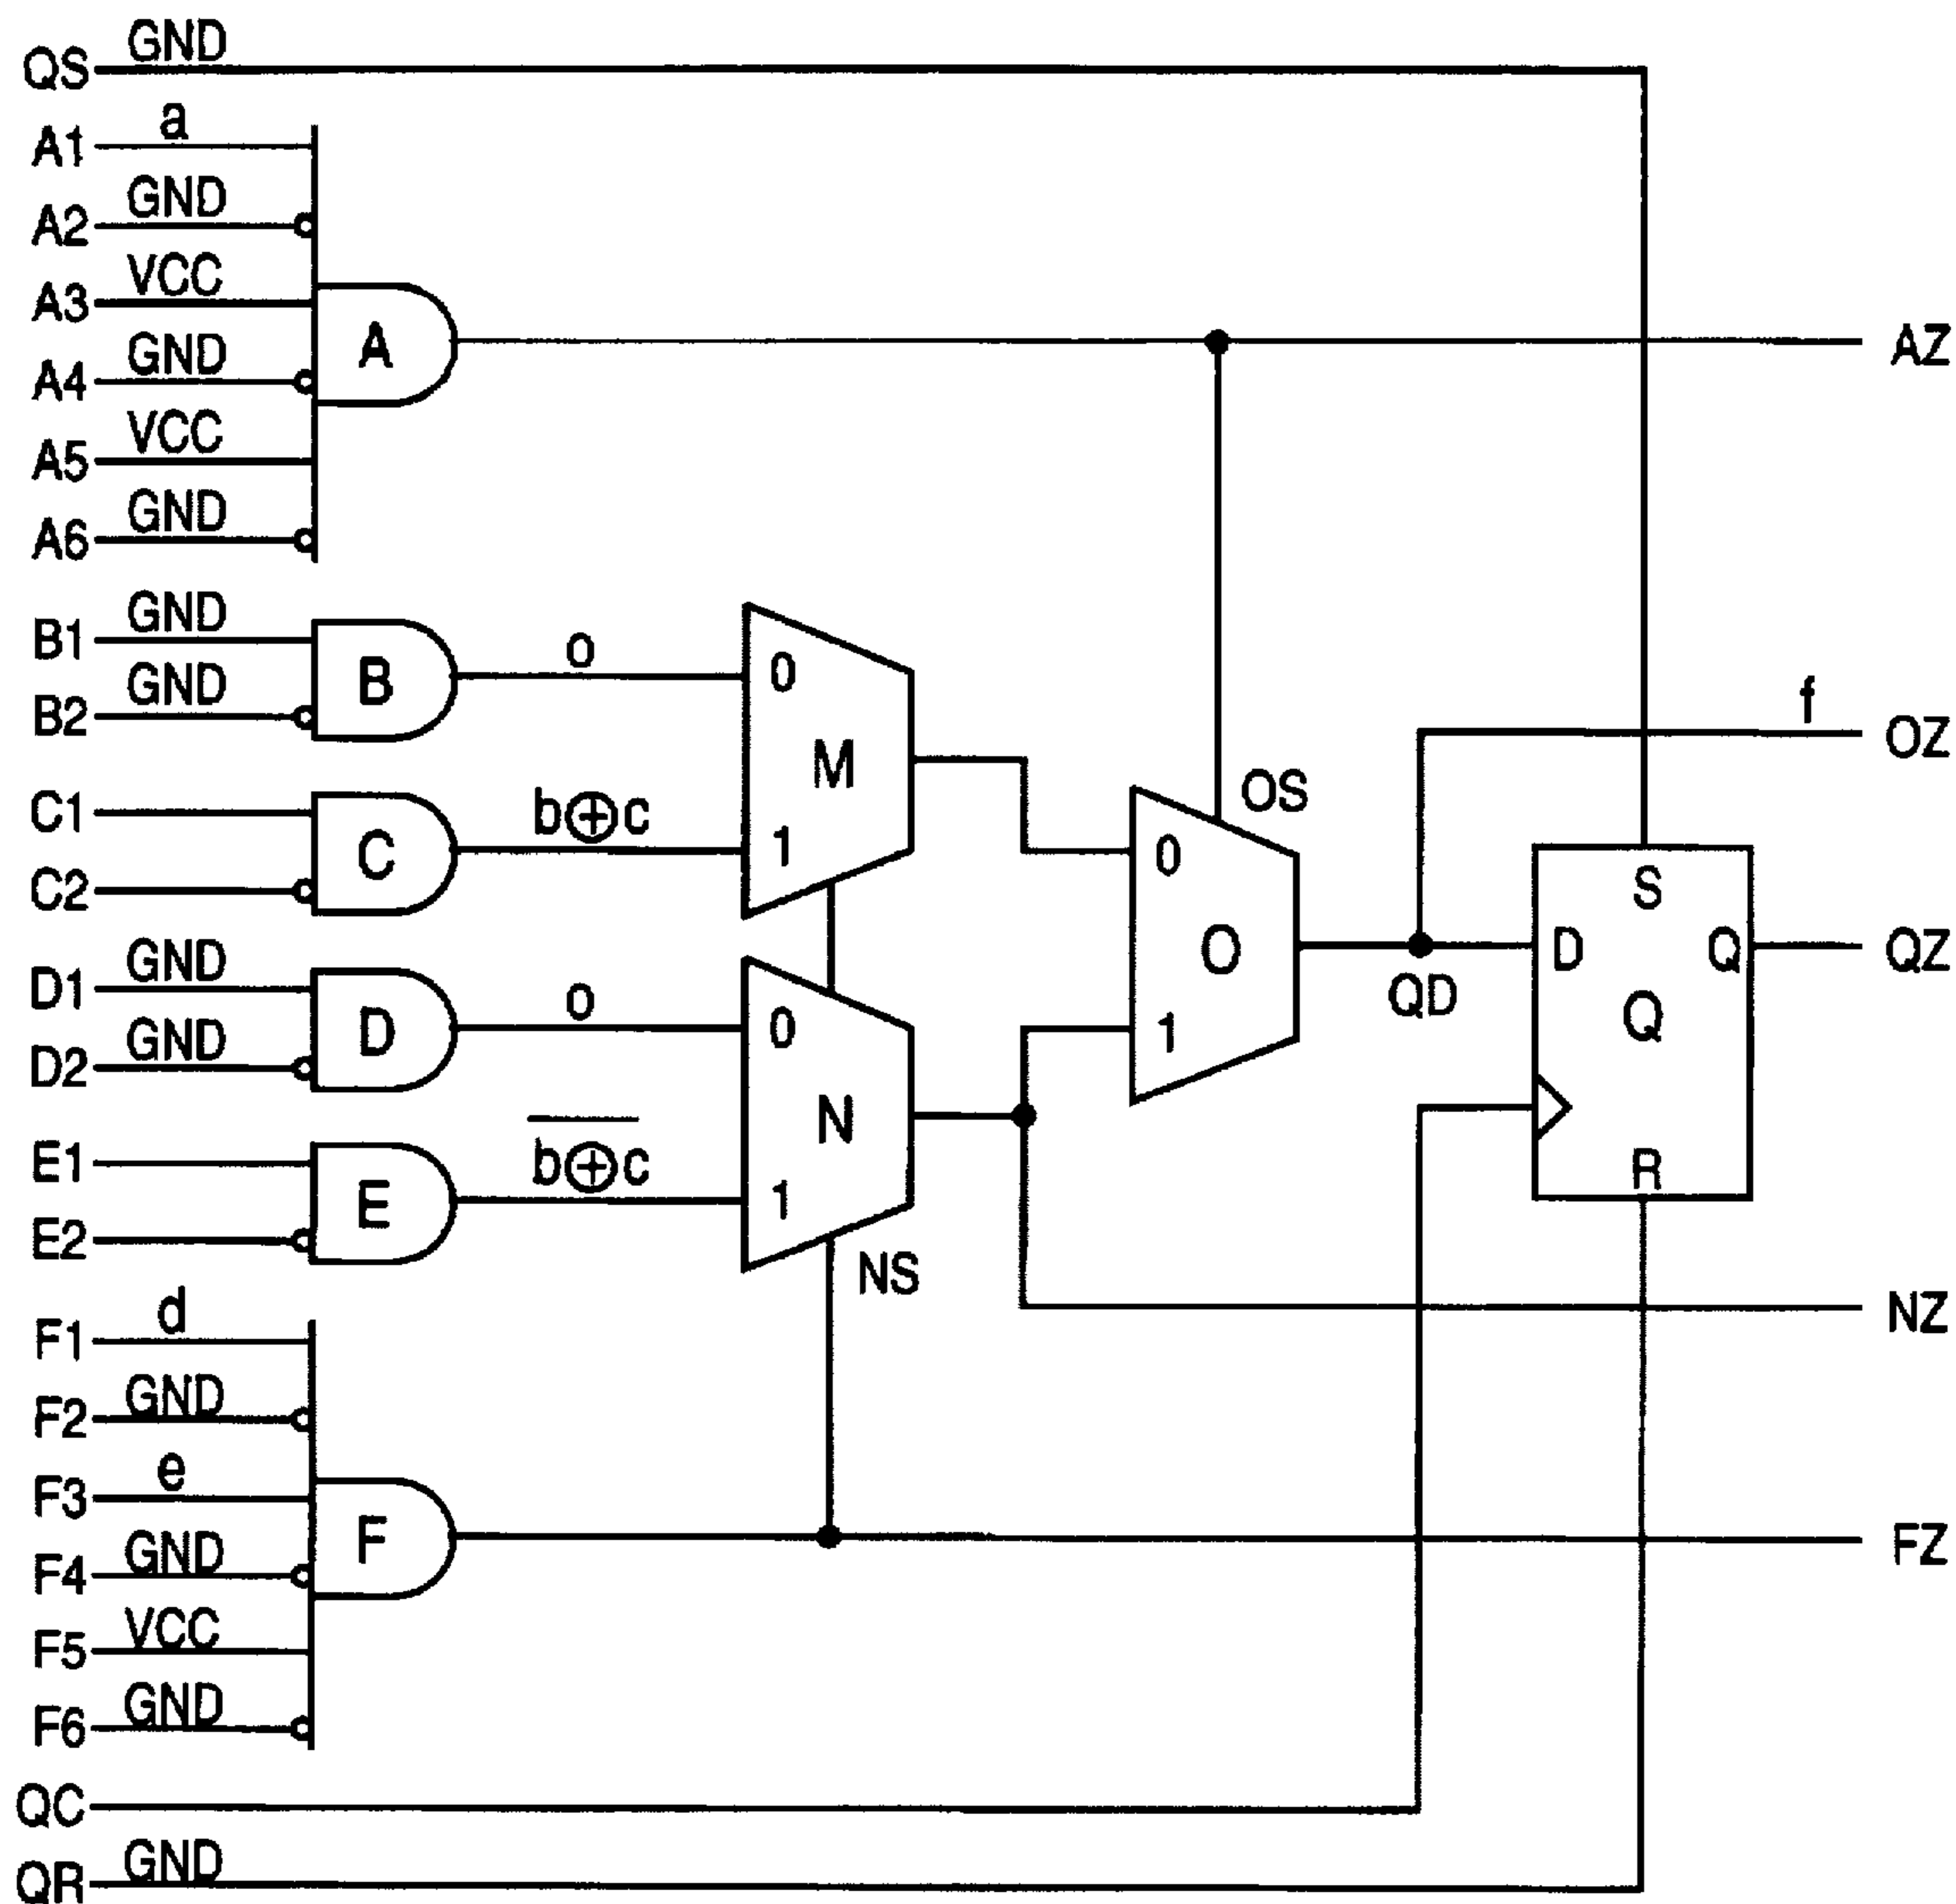 QS GND
A1 a
A2 GND
A3 VCC
A
AZ
A4 GND
A5 VCC
A6 GND
B1 GND
B
o
0
B2 GND
M
f
OZ
C1
C
b⊕c
1
OS
0
C2
S
D1 GND
D
o
0
O
QD
D
Q
QZ
D2 GND
Q
1
N
E1
E
b⊕c̅
1
R
E2
NS
F1 d
NZ
F2 GND
F3 e
F
FZ
F4 GND
F5 VCC
F6 GND
QC
QR GND